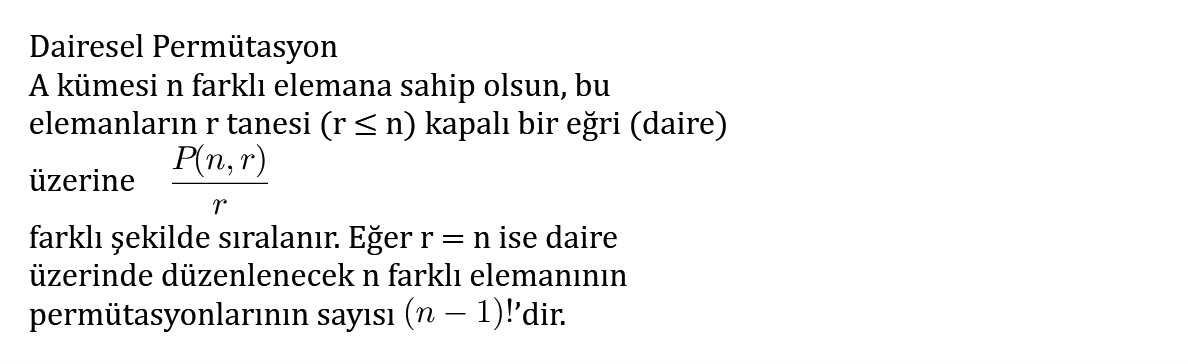 Dairesel Permütasyon
A kümesi n farklı elemana sahip olsun, bu
elemanların r tanesi (r ≤ n) kapalı bir eğri (daire)
üzerine P(n, r)/r
farklı şekilde sıralanır. Eğer r = n ise daire
üzerinde düzenlenecek n farklı elemanının
permütasyonlarının sayısı (n − 1)!’dir.